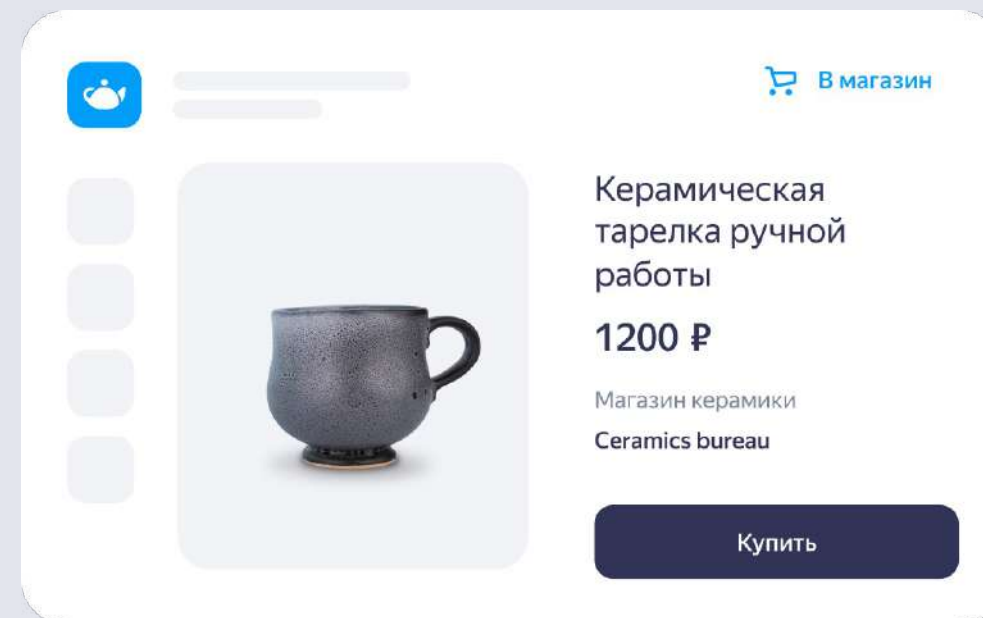 В магазин
Керамическая
тарелка ручной
работы
1200 ₽
Магазин керамики
Ceramics bureau
Купить